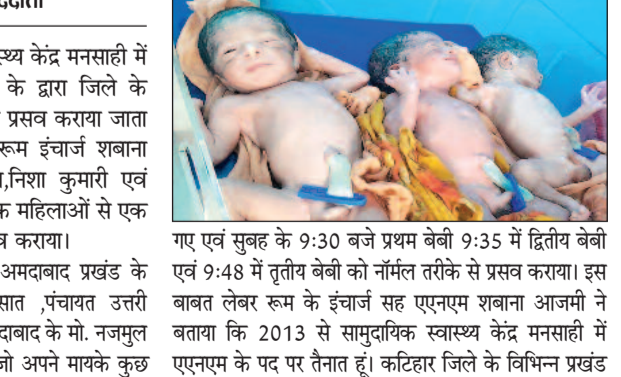 स्थ्य केंद्र मनसाही में
के द्वारा जिले के
प्रसव कराया जाता
रूम इंचार्ज शबाना
,निशा कुमारी एवं
महिलाओं से एक
कराया।
अमदाबाद प्रखंड के
सात ,पंचायत उत्तरी
दाबाद के मो. नजमुल
जो अपने मायके कुछ
गए एवं सुबह के 9:30 बजे प्रथम बेबी 9:35 में द्वितीय बेबी
एवं 9:48 में तृतीय बेबी को नॉर्मल तरीके से प्रसव कराया। इस
बाबत लेबर रूम के इंचार्ज सह एएनएम शबाना आजमी ने
बताया कि 2013 से सामुदायिक स्वास्थ्य केंद्र मनसाही में
एएनएम के पद पर तैनात हूं। कटिहार जिले के विभिन्न प्रखंड